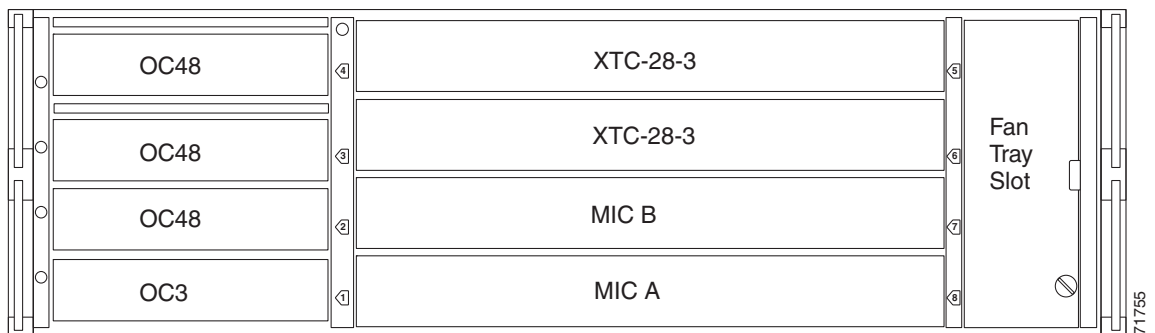 OC48
4
XTC-28-3
5
OC48
3
XTC-28-3
6
Fan
Tray
Slot
OC48
2
MIC B
7
OC3
1
MIC A
8
71755